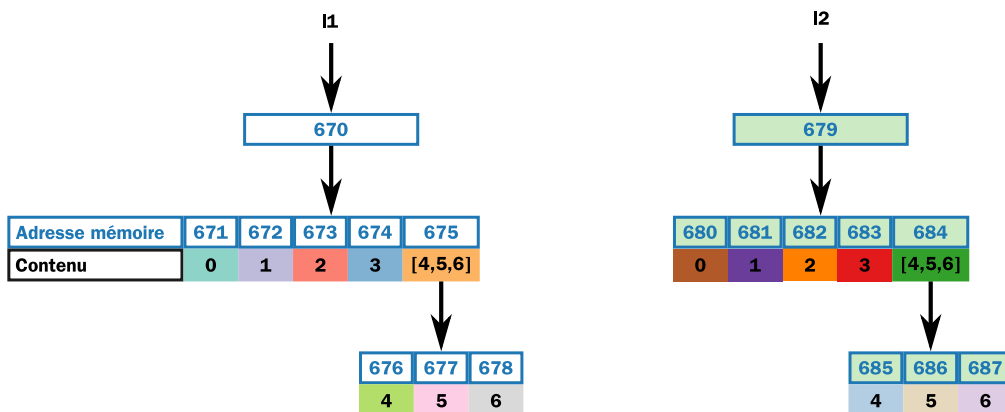 l1 l2
670 679
Adresse mémoire 671 672 673 674 675 680 681 682 683 684
Contenu 0 1 2 3 [4,5,6] 0 1 2 3 [4,5,6]
676 677 678 685 686 687
4 5 6 4 5 6